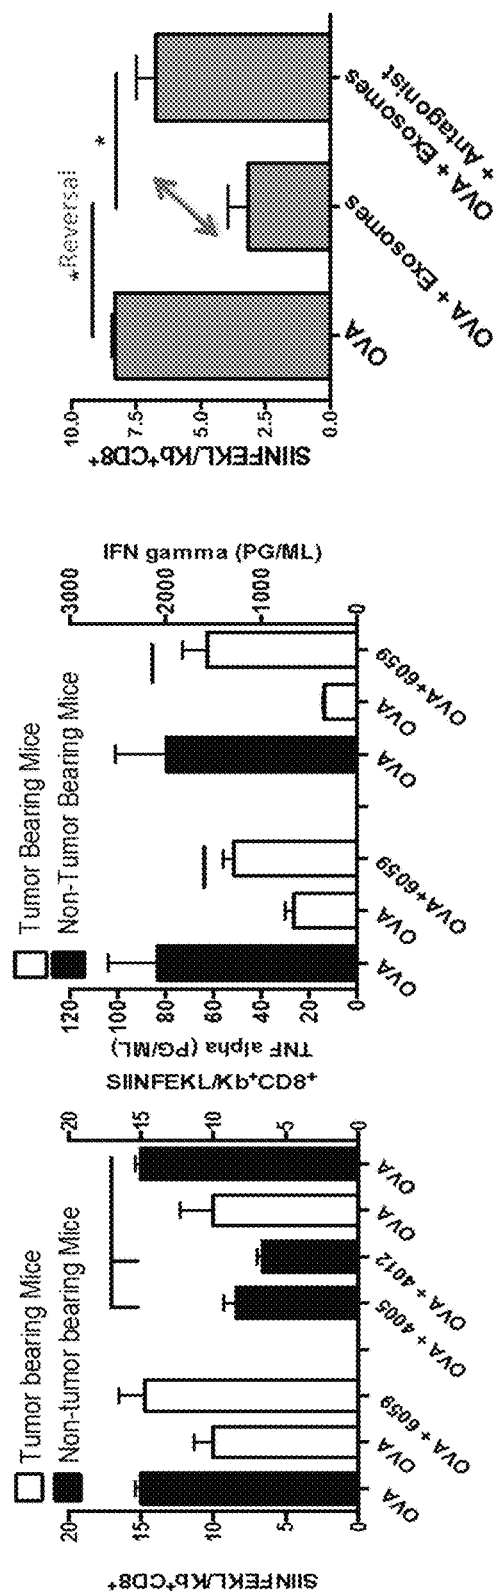 Tumor bearing Mice
Non-tumor bearing Mice
SIINFEKL/Kb⁺CD8⁺
20
15
10
5
0
OVA
OVA
OVA + 6059
OVA + 4005
OVA + 4012
OVA
OVA
20
15
10
5
0
SIINFEKL/Kb⁺CD8⁺
Tumor Bearing Mice
Non-Tumor Bearing Mice
TNF alpha (PG/ML)
120
100
80
60
40
20
0
OVA
OVA
OVA+6059
OVA
OVA
OVA+6059
3000
2000
1000
0
IFN gamma (PG/ML)
SIINFEKL/Kb⁺CD8⁺
10.0
7.5
5.0
2.5
0.0
*Reversal
*
OVA
OVA + Exosomes
OVA + Exosomes
+ Antagonist